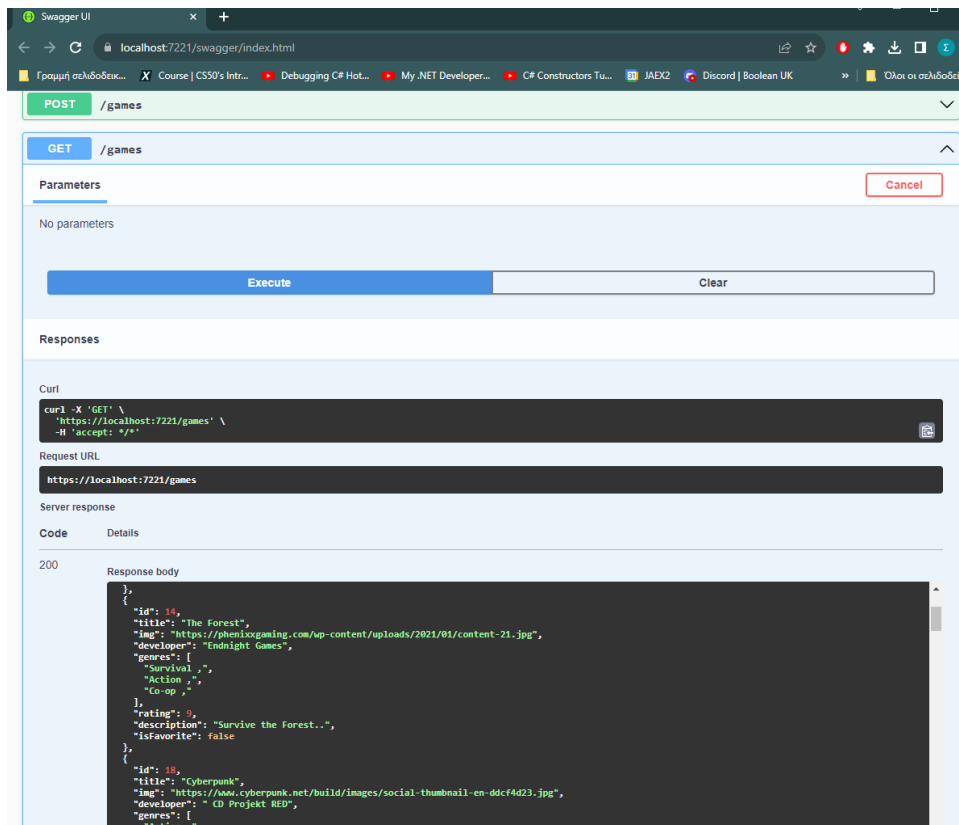 Swagger UI
localhost:7221/swagger/index.html
Γραμμή σελιδοδεικ... Course | CS50's Intr... Debugging C# Hot... My .NET Developer... C# Constructors Tu... 31 JAEX2 Discord | Boolean UK » Όλοι οι σελιδοδεί
Σ
POST /games
GET /games
Parameters Cancel
No parameters
Execute Clear
Responses
Curl
curl -X 'GET' \
'https://localhost:7221/games' \
-H 'accept: */*'
Request URL
https://localhost:7221/games
Server response
Code Details
200
Response body
},
{
"id": 14,
"title": "The Forest",
"img": "https://phenixxgaming.com/wp-content/uploads/2021/01/content-21.jpg",
"developer": "Endnight Games",
"genres": [
"Survival ,",
"Action ,",
"Co-op ,"
],
"rating": 9,
"description": "Survive the Forest..",
"isFavorite": false
},
{
"id": 18,
"title": "Cyberpunk",
"img": "https://www.cyberpunk.net/build/images/social-thumbnail-en-ddcf4d23.jpg",
"developer": " CD Projekt RED",
"genres": [